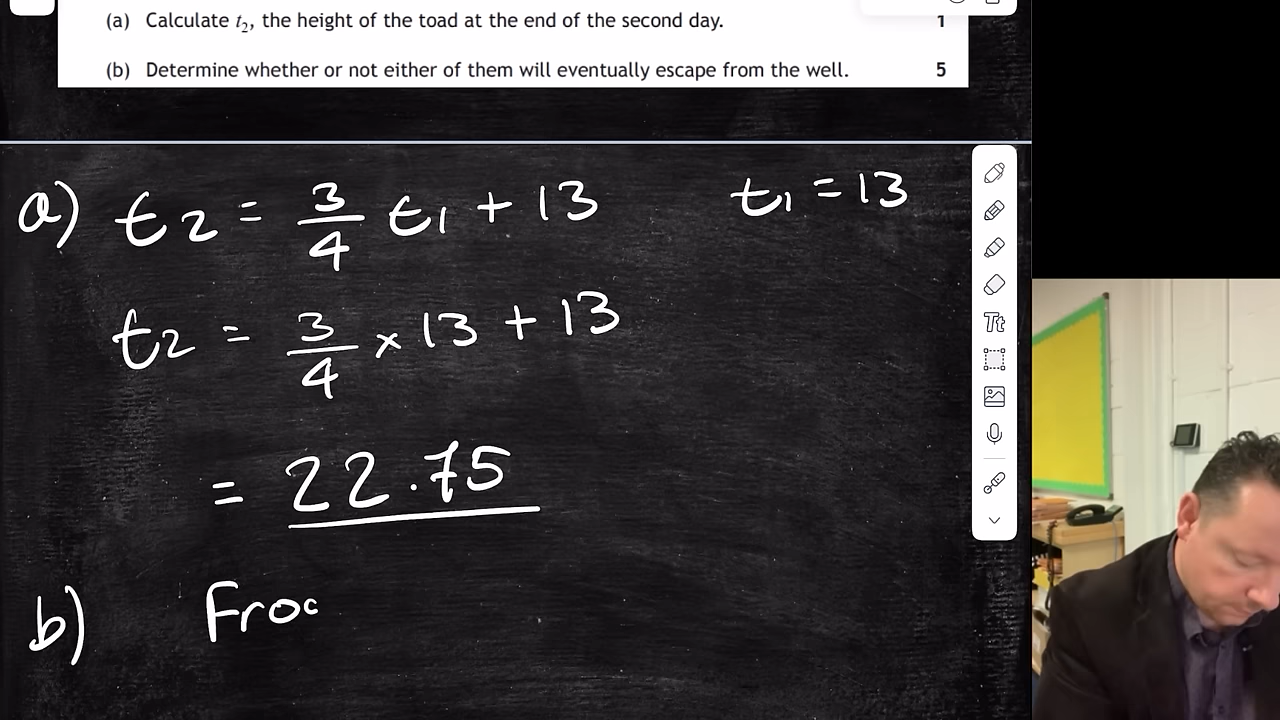 (a) Calculate t₂, the height of the toad at the end of the second day. 1
(b) Determine whether or not either of them will eventually escape from the well. 5
a) t₂ = 3/4 t₁ + 13 t₁ = 13
t₂ = 3/4 × 13 + 13
= 22.75
b) Froc
Tt